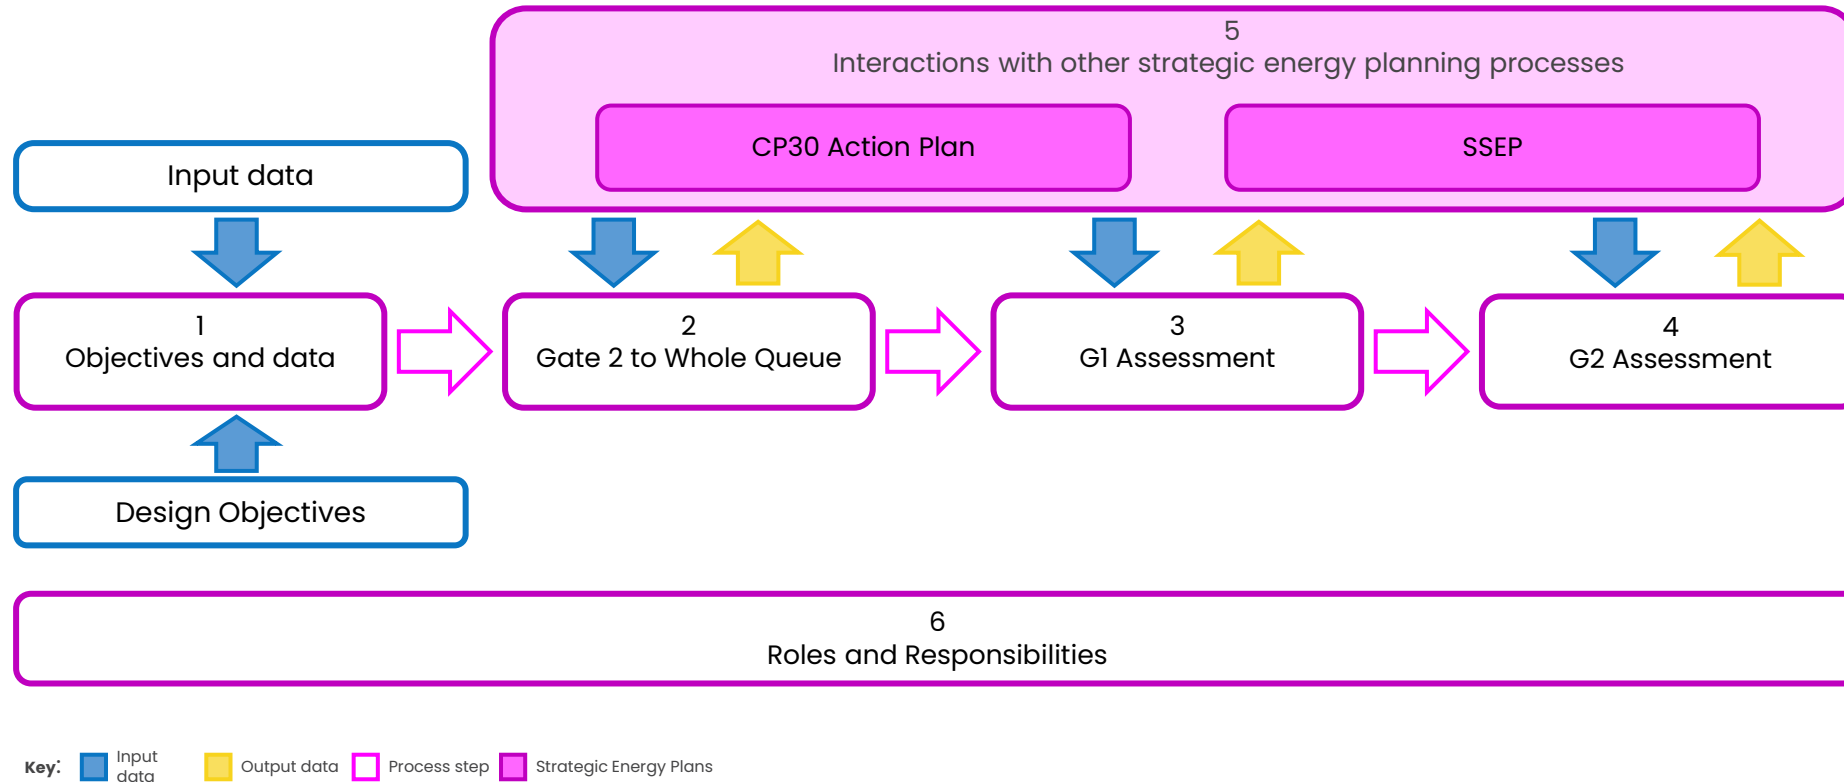 5
Interactions with other strategic energy planning processes
CP30 Action Plan
SSEP
Input data
1
Objectives and data
2
Gate 2 to Whole Queue
3
G1 Assessment
4
G2 Assessment
Design Objectives
6
Roles and Responsibilities
Key:
Input
data
Output data
Process step
Strategic Energy Plans